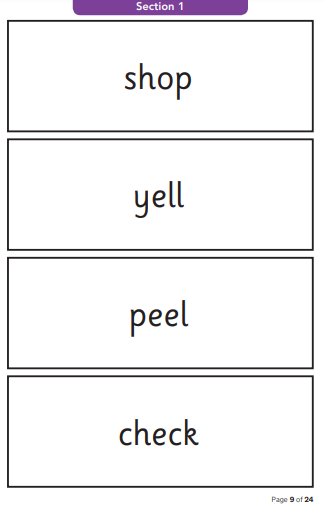 Section 1
shop
yell
peel
check
Page 9 of 24